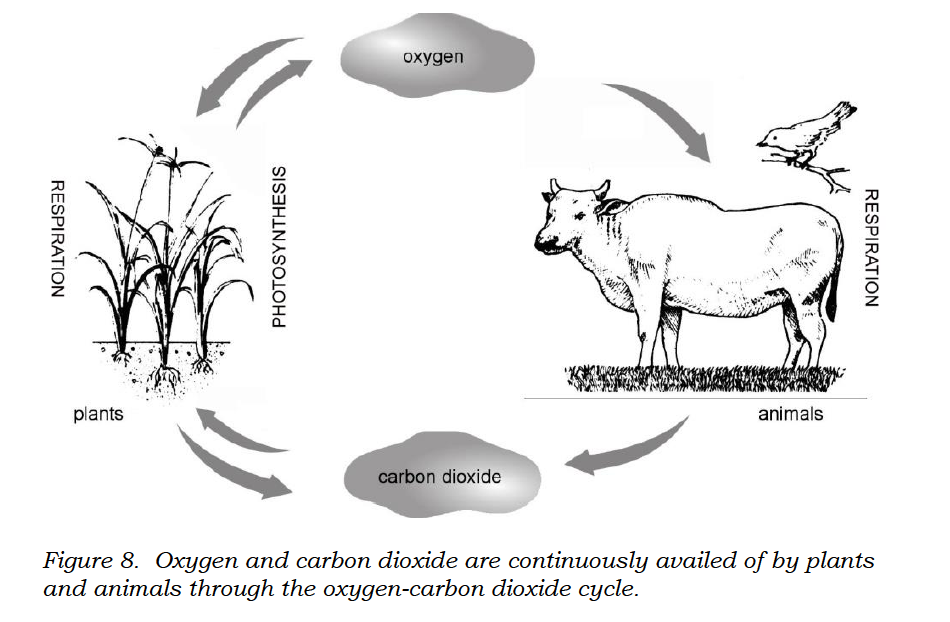 oxygen
RESPIRATION
PHOTOSYNTHESIS
RESPIRATION
plants
animals
carbon dioxide
Figure 8. Oxygen and carbon dioxide are continuously availed of by plants
and animals through the oxygen-carbon dioxide cycle.